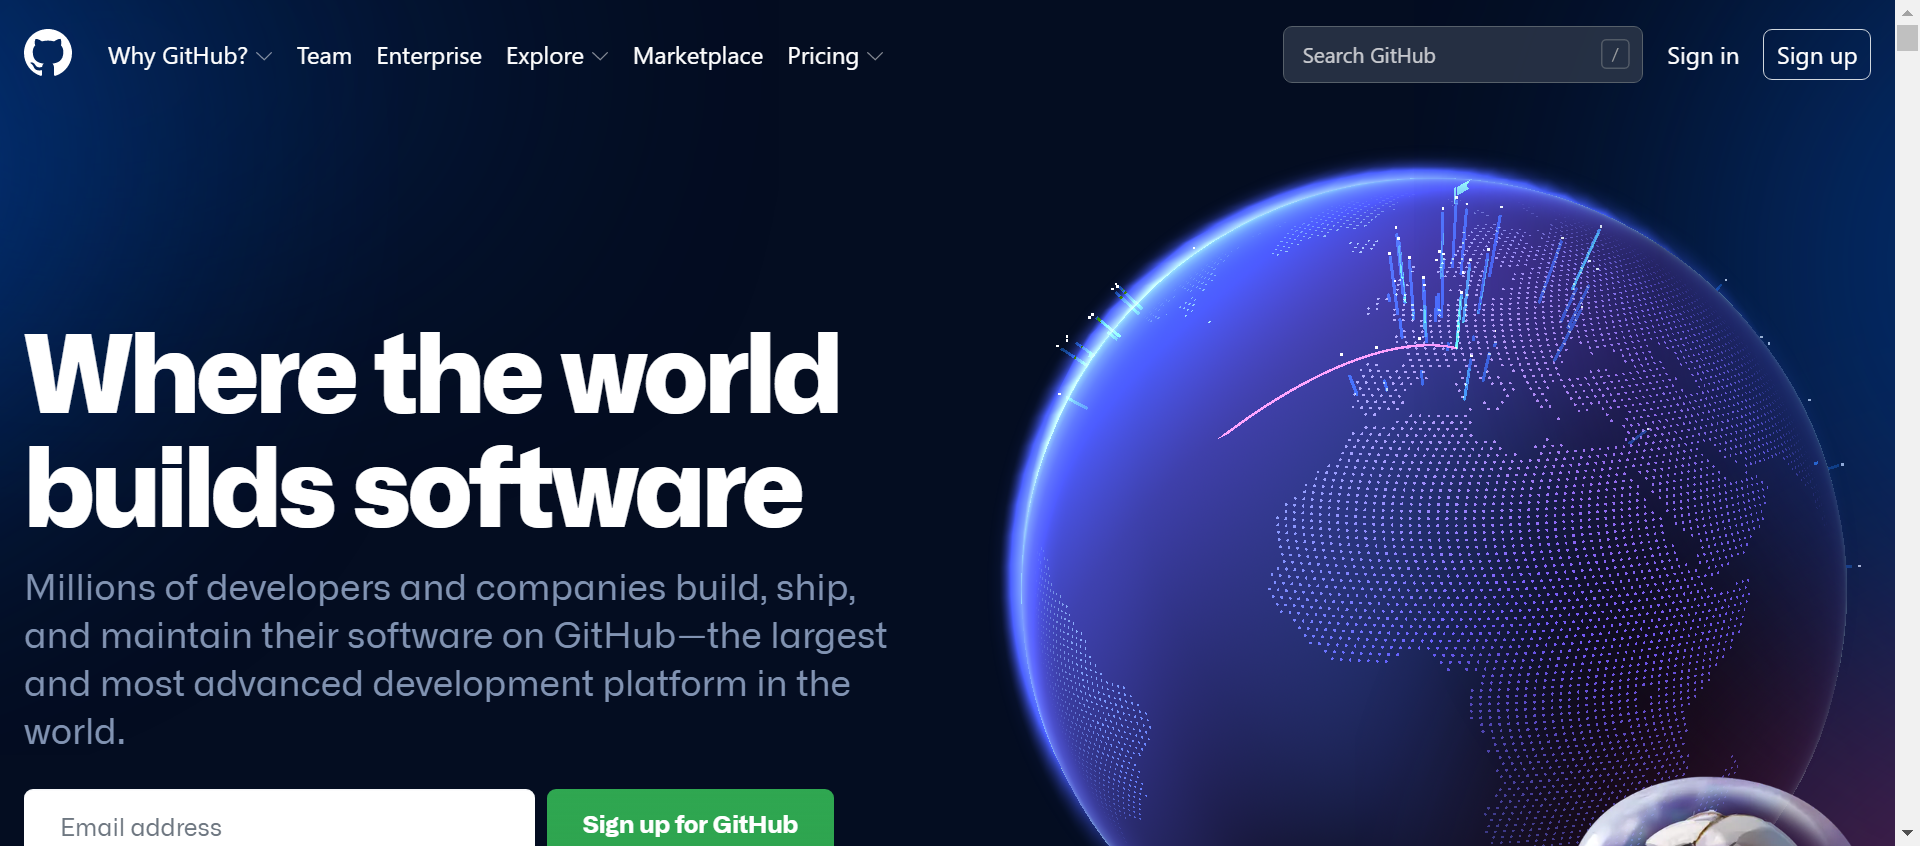 Why GitHub? Team Enterprise Explore Marketplace Pricing Search GitHub / Sign in Sign up
Where the world
builds software
Millions of developers and companies build, ship,
and maintain their software on GitHub—the largest
and most advanced development platform in the
world.
Email address Sign up for GitHub